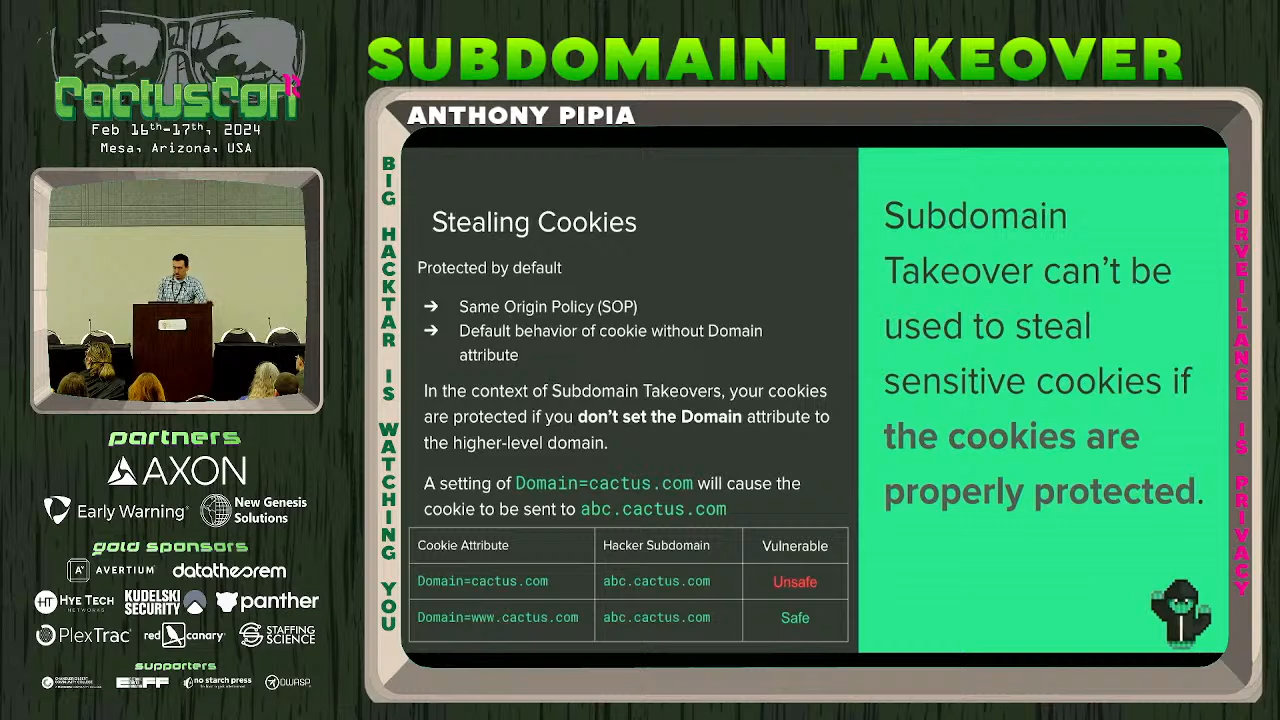 CactusCon
Feb 16th-17th, 2024
Mesa, Arizona, USA
SUBDOMAIN TAKEOVER
ANTHONY PIPIA
BIG HACKTAR IS WATCHING YOU
Stealing Cookies
Protected by default
➔ Same Origin Policy (SOP)
➔ Default behavior of cookie without Domain
attribute
In the context of Subdomain Takeovers, your cookies
are protected if you don't set the Domain attribute to
the higher-level domain.
A setting of Domain=cactus.com will cause the
cookie to be sent to abc.cactus.com
Cookie Attribute Hacker Subdomain Vulnerable
Domain=cactus.com abc.cactus.com Unsafe
Domain=www.cactus.com abc.cactus.com Safe
Subdomain
Takeover can't be
used to steal
sensitive cookies if
the cookies are
properly protected.
SURVEILLANCE IS PRIVACY
partners
AXON
Early Warning
New Genesis
Solutions
gold sponsors
AVERTIUM
datatheorem
HT HYE TECH
NETWORKS
KUDELSKI
SECURITY
panther
PlexTrac
red canary
STAFFING
SCIENCE
supporters
EFF
no starch press
OWASP